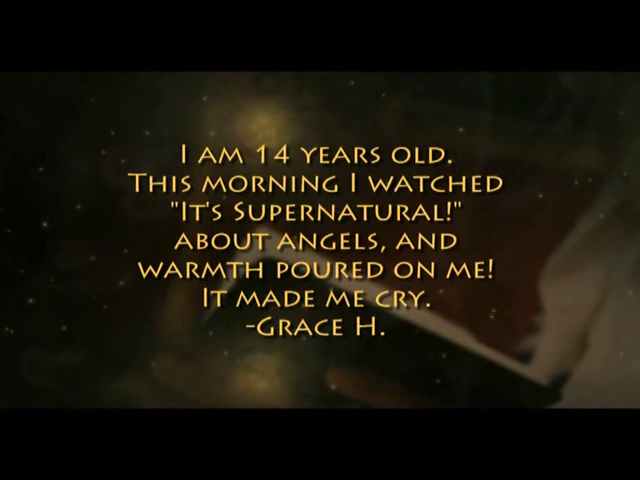 I AM 14 YEARS OLD.
THIS MORNING I WATCHED
"IT'S SUPERNATURAL!"
ABOUT ANGELS, AND
WARMTH POURED ON ME!
IT MADE ME CRY.
-GRACE H.